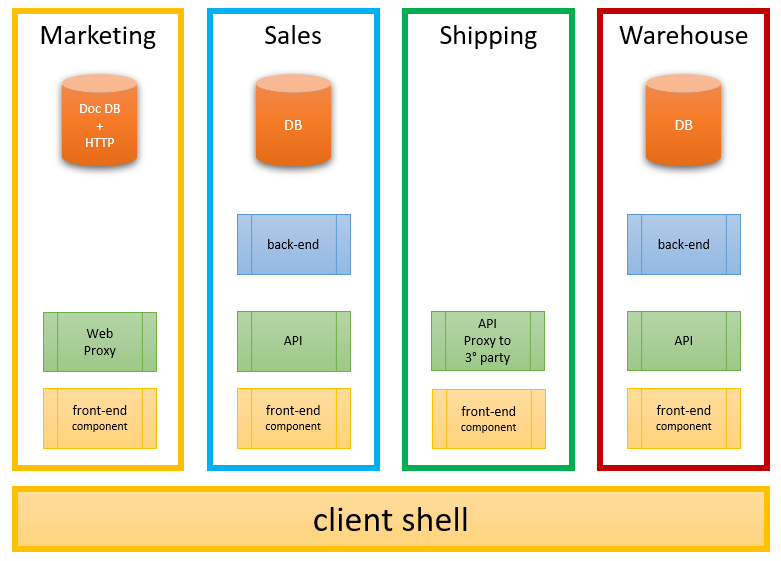 Marketing
Doc DB
+
HTTP
Web
Proxy
front-end
component
Sales
DB
back-end
API
front-end
component
Shipping
API
Proxy to
3° party
front-end
component
Warehouse
DB
back-end
API
front-end
component
client shell